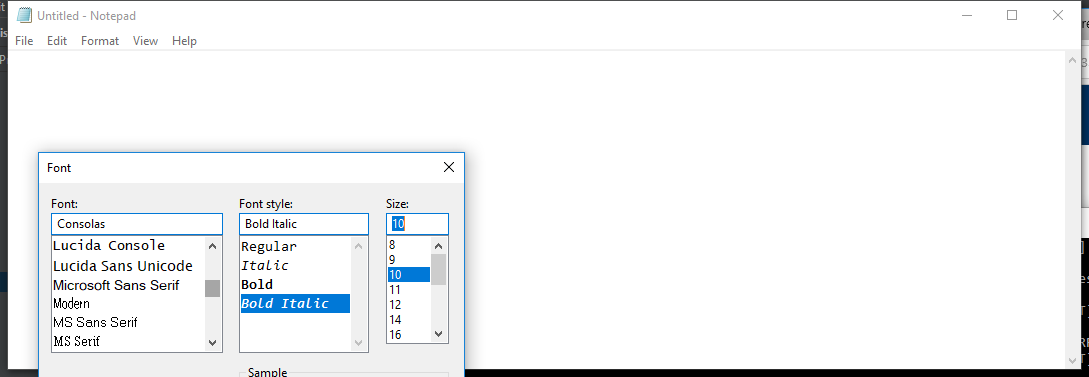 Untitled - Notepad
File Edit Format View Help
Font
Font: Font style: Size:
Consolas Bold Italic 10
Lucida Console
Lucida Sans Unicode
Microsoft Sans Serif
Modern
MS Sans Serif
MS Serif
Regular
Italic
Bold
Bold Italic
8
9
10
11
12
14
16
Sample